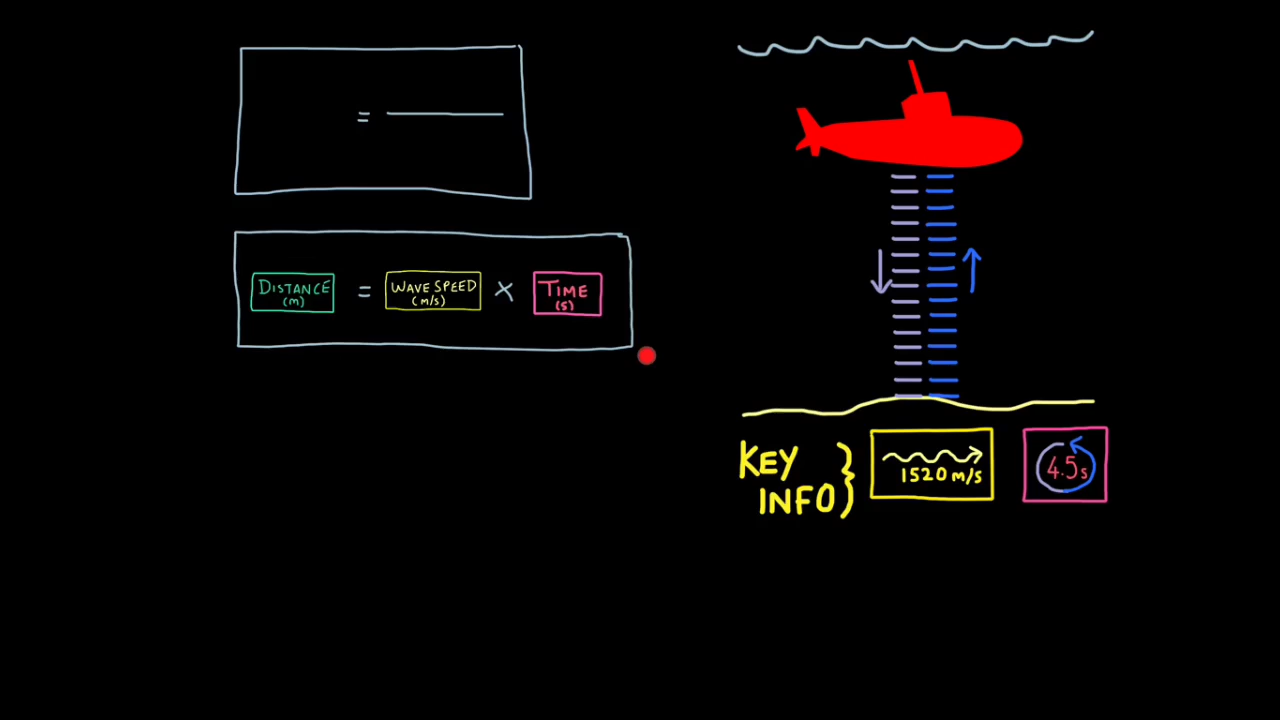 =
DISTANCE (m) = WAVE SPEED (m/s) × TIME (s)
KEY INFO } 1520 m/s 4.5s